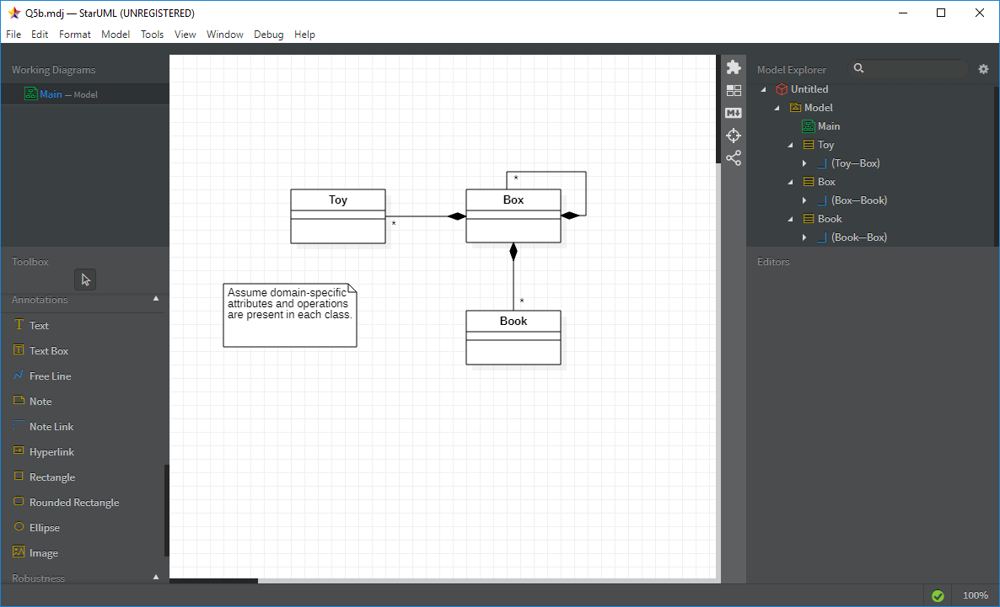 Q5b.mdj — StarUML (UNREGISTERED)
File Edit Format Model Tools View Window Debug Help
Working Diagrams
Main — Model
Toolbox
Annotations
Text
Text Box
Free Line
Note
Note Link
Hyperlink
Rectangle
Rounded Rectangle
Ellipse
Image
Robustness
Toy
*
Box
*
*
Book
Assume domain-specific
attributes and operations
are present in each class.
M
Model Explorer
Untitled
Model
Main
Toy
(Toy—Box)
Box
(Box—Book)
Book
(Book—Box)
Editors
100%